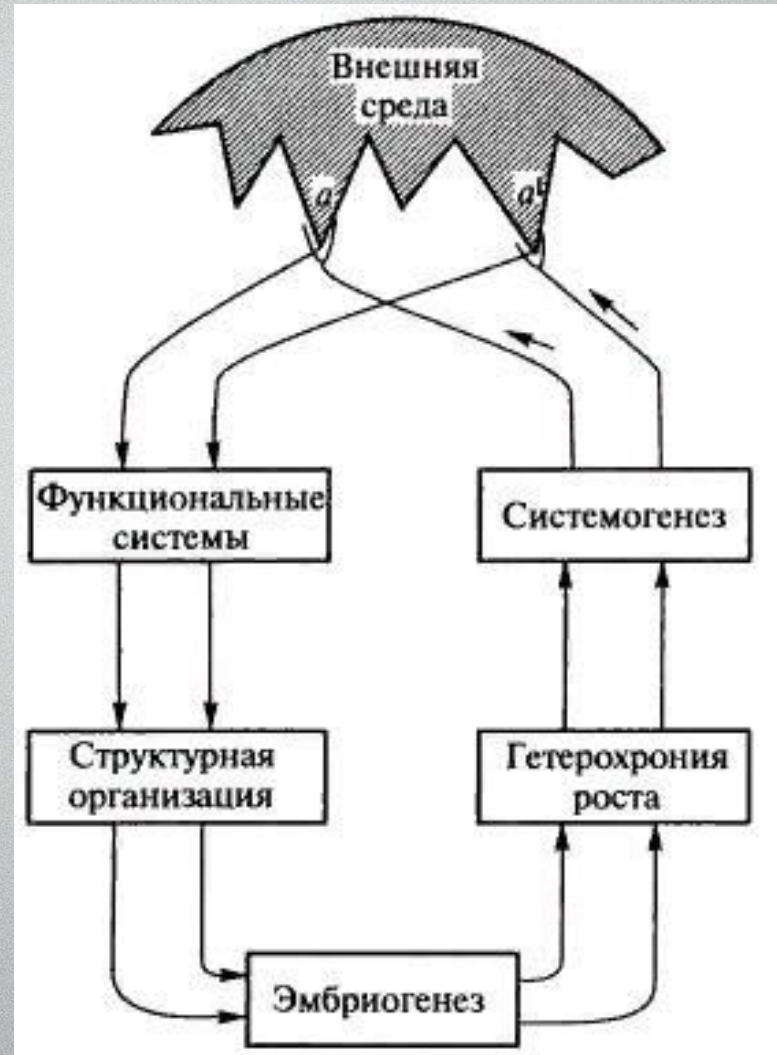 Внешняя
среда
a
Функциональные
системы
Системогенез
Структурная
организация
Гетерохрония
роста
Эмбриогенез